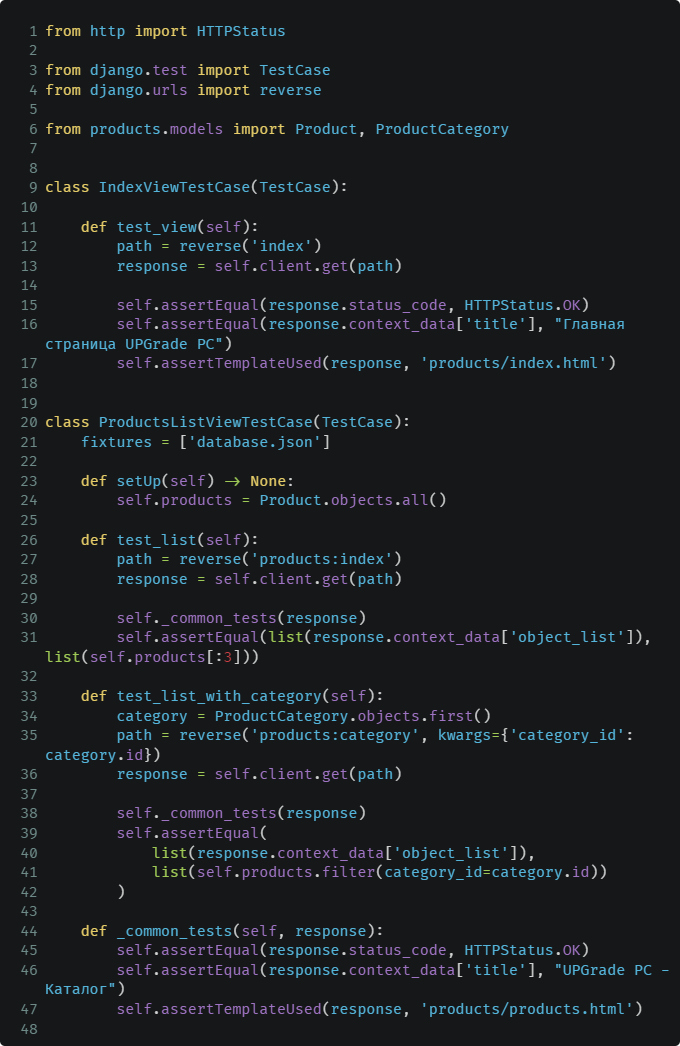 1 from http import HTTPStatus
2
3 from django.test import TestCase
4 from django.urls import reverse
5
6 from products.models import Product, ProductCategory
7
8
9 class IndexViewTestCase(TestCase):
10
11     def test_view(self):
12         path = reverse('index')
13         response = self.client.get(path)
14
15         self.assertEqual(response.status_code, HTTPStatus.OK)
16         self.assertEqual(response.context_data['title'], "Главная
страница UPGrade PC")
17         self.assertTemplateUsed(response, 'products/index.html')
18
19
20 class ProductsListViewTestCase(TestCase):
21     fixtures = ['database.json']
22
23     def setUp(self) -> None:
24         self.products = Product.objects.all()
25
26     def test_list(self):
27         path = reverse('products:index')
28         response = self.client.get(path)
29
30         self._common_tests(response)
31         self.assertEqual(list(response.context_data['object_list']),
list(self.products[:3]))
32
33     def test_list_with_category(self):
34         category = ProductCategory.objects.first()
35         path = reverse('products:category', kwargs={'category_id':
category.id})
36         response = self.client.get(path)
37
38         self._common_tests(response)
39         self.assertEqual(
40             list(response.context_data['object_list']),
41             list(self.products.filter(category_id=category.id))
42         )
43
44     def _common_tests(self, response):
45         self.assertEqual(response.status_code, HTTPStatus.OK)
46         self.assertEqual(response.context_data['title'], "UPGrade PC -
Каталог")
47         self.assertTemplateUsed(response, 'products/products.html')
48